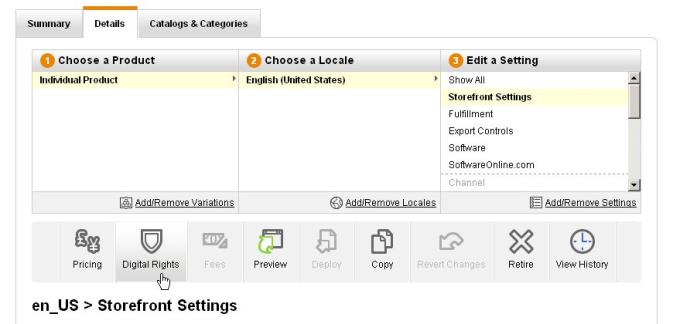 Summary Details Catalogs & Categories
1 Choose a Product 2 Choose a Locale 3 Edit a Setting
Individual Product English (United States) Show All
Storefront Settings
Fulfillment
Export Controls
Software
SoftwareOnline.com
Channel
Add/Remove Variations Add/Remove Locales Add/Remove Settings
Pricing Digital Rights Fees Preview Deploy Copy Revert Changes Retire View History
en_US > Storefront Settings